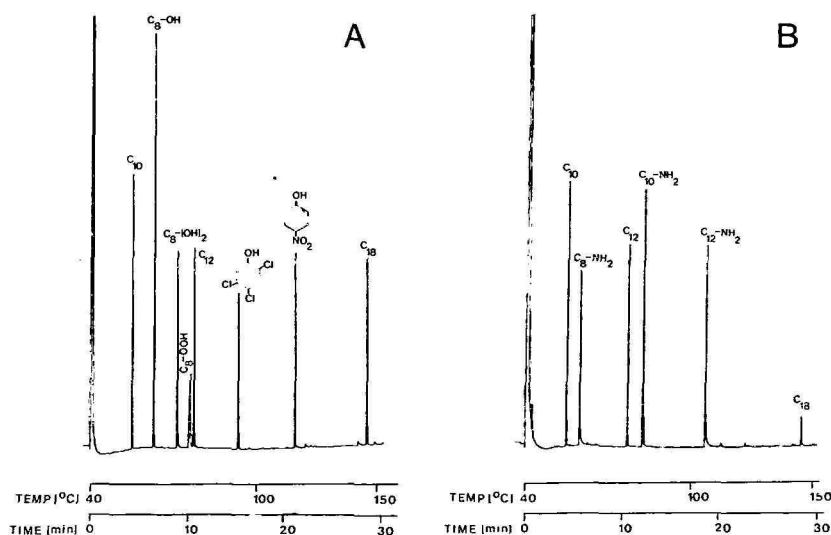 A
C10
C8-OH
C8-(OH)2
C8-OOH
C12
OH
Cl
Cl
Cl
OH
NO2
C18
TEMP [°C] 40 100 150
TIME [min] 0 10 20 30
B
C10
C8-NH2
C12
C10-NH2
C12-NH2
C18
TEMP [°C] 40 100 150
TIME [min] 0 10 20 30